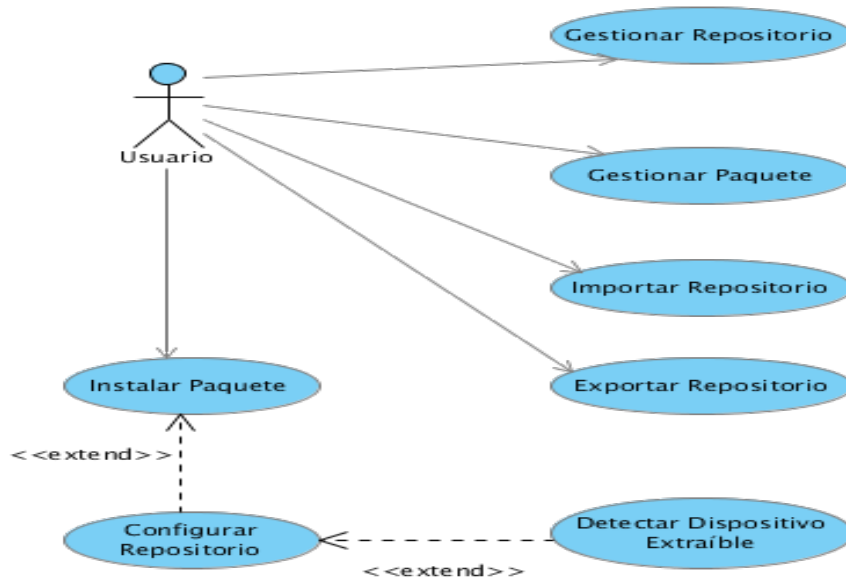 Gestionar Repositorio
Usuario
Gestionar Paquete
Importar Repositorio
Instalar Paquete
Exportar Repositorio
<<extend>>
Configurar
Repositorio
Detectar Dispositivo
Extraíble
<<extend>>